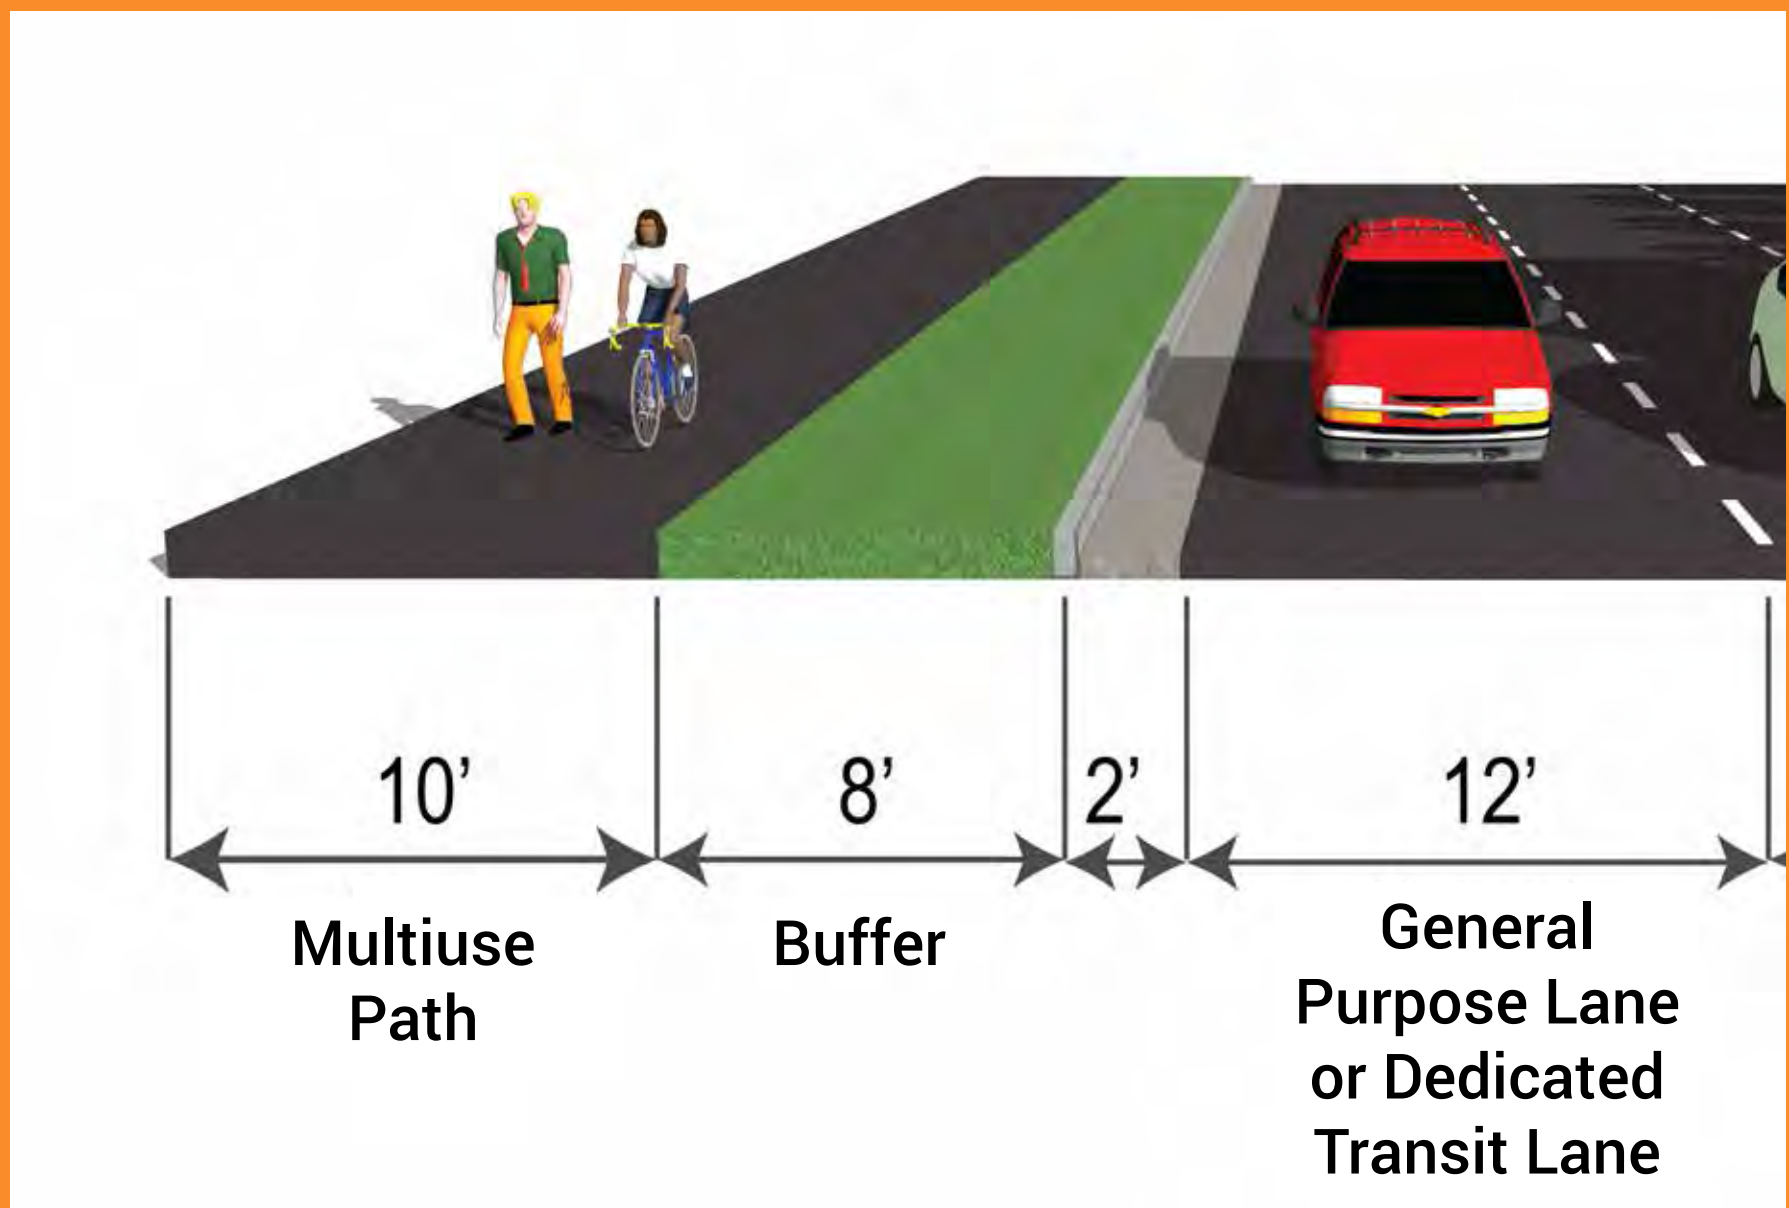 10’
8’
2’
12’
Multiuse
Path
Buffer
General
Purpose Lane
or Dedicated
Transit Lane